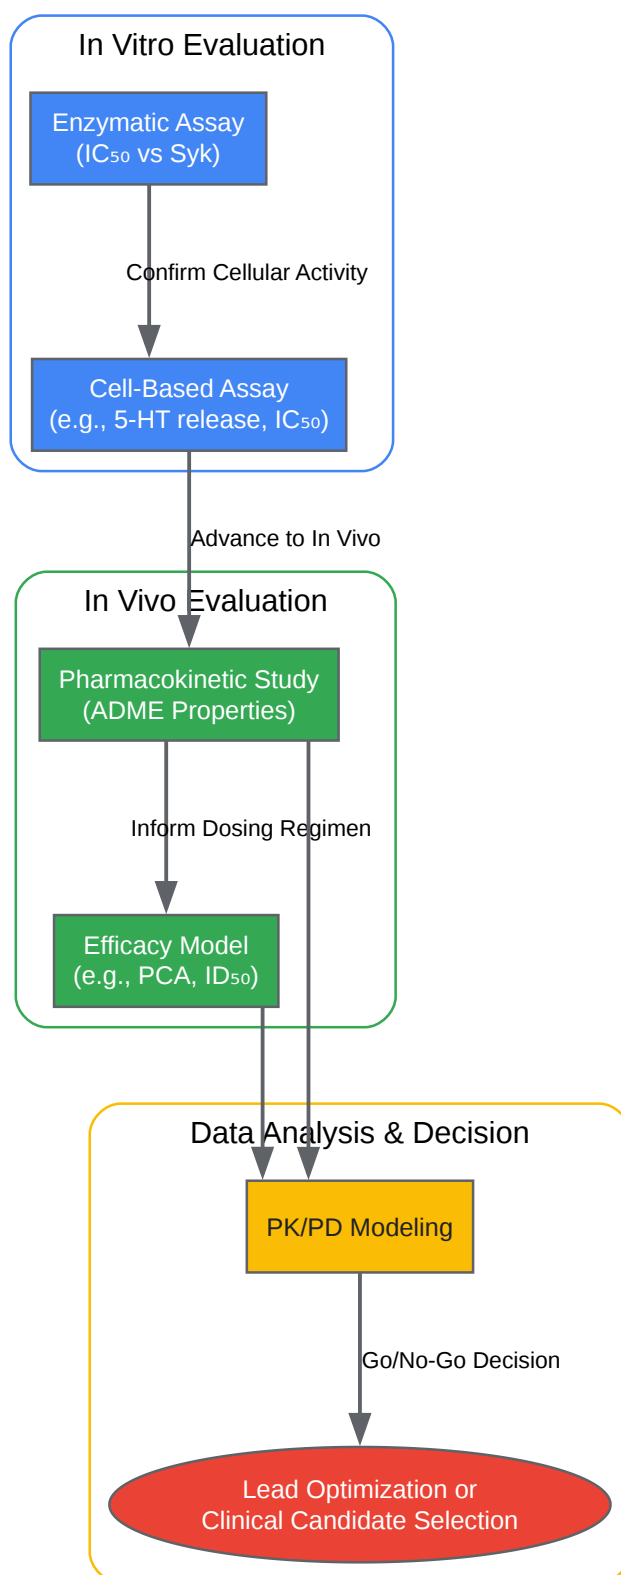 In Vitro Evaluation
Enzymatic Assay
(IC₅₀ vs Syk)
Confirm Cellular Activity
Cell-Based Assay
(e.g., 5-HT release, IC₅₀)
Advance to In Vivo
In Vivo Evaluation
Pharmacokinetic Study
(ADME Properties)
Inform Dosing Regimen
Efficacy Model
(e.g., PCA, ID₅₀)
Data Analysis & Decision
PK/PD Modeling
Go/No-Go Decision
Lead Optimization or
Clinical Candidate Selection